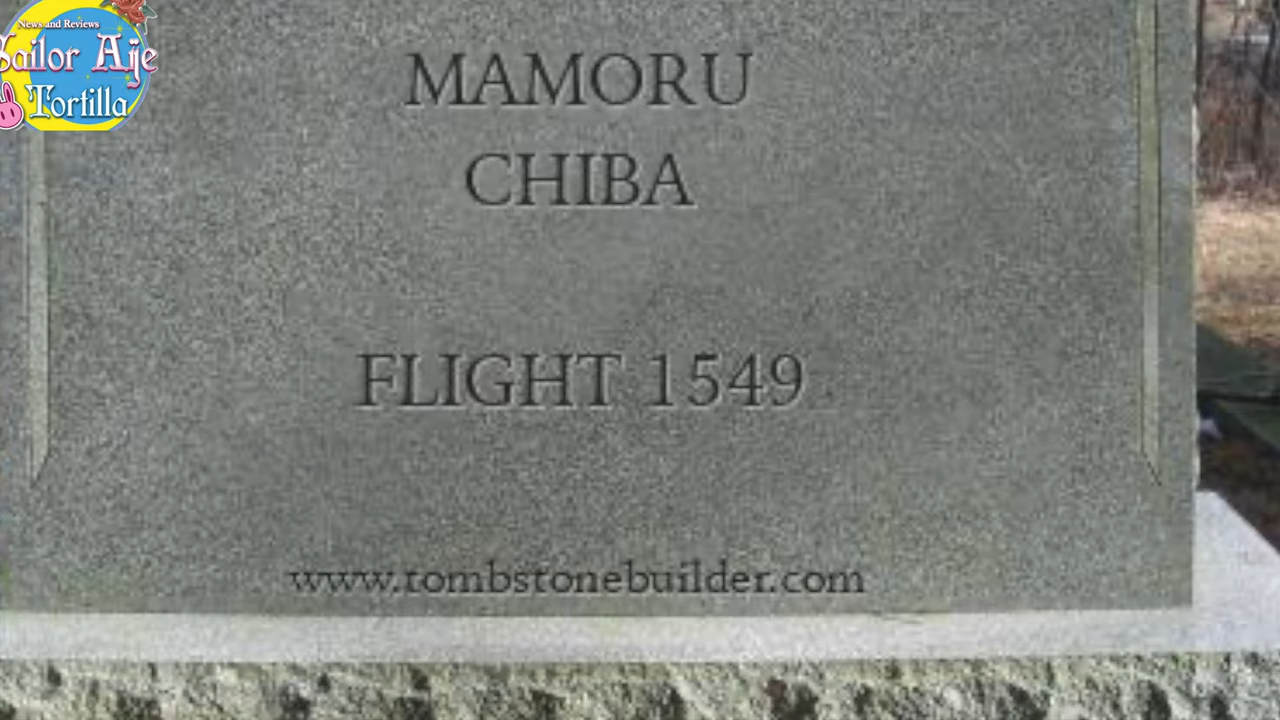 News and Reviews
Sailor Aije
Tortilla
MAMORU
CHIBA
FLIGHT 1549
www.tombstonebuilder.com